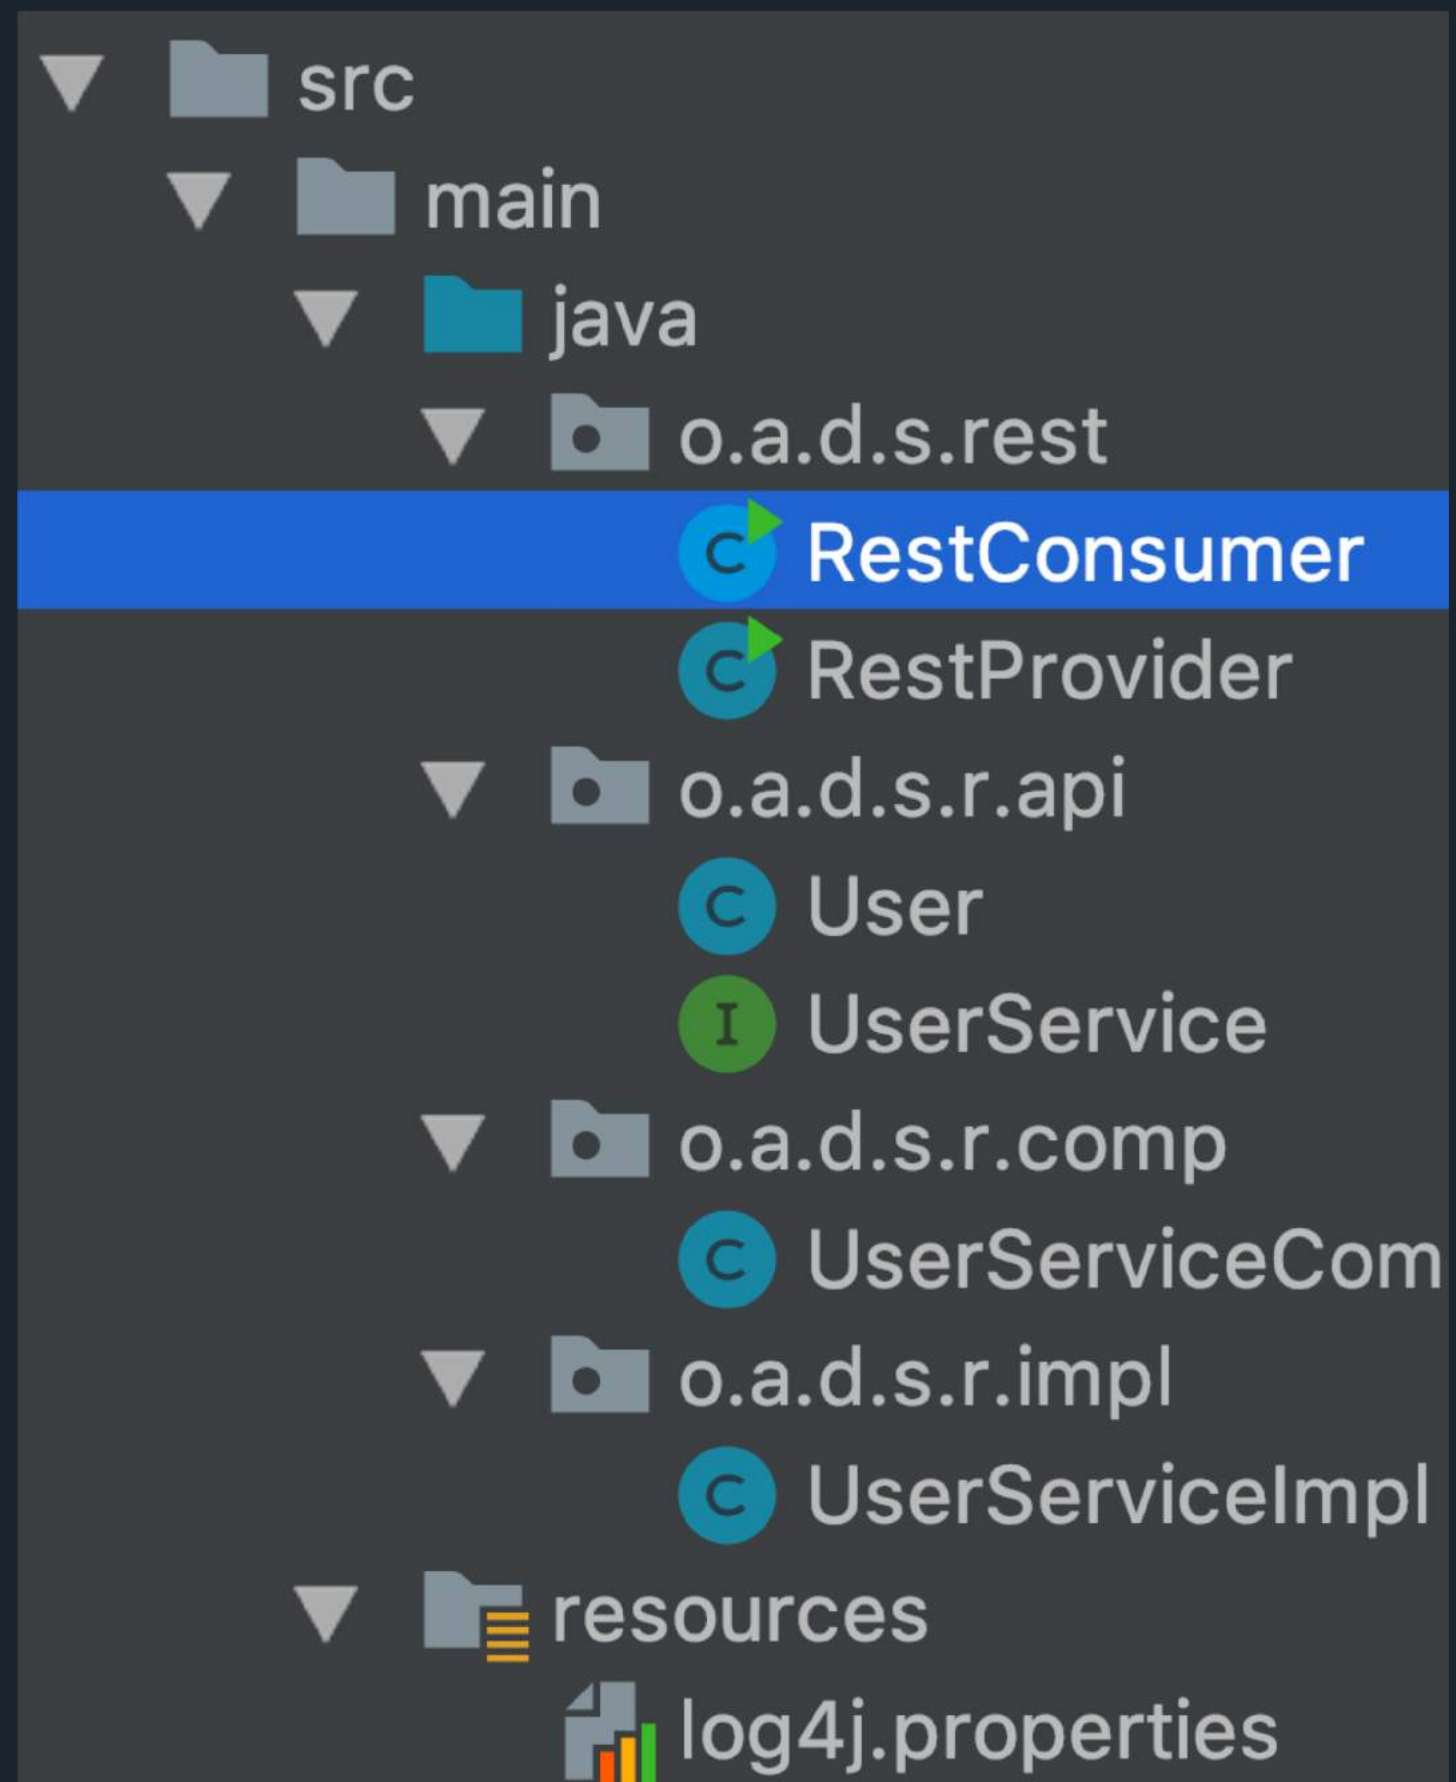 src
main
java
o.a.d.s.rest
C RestConsumer
C RestProvider
o.a.d.s.r.api
C User
I UserService
o.a.d.s.r.comp
C UserServiceCom
o.a.d.s.r.impl
C UserServiceImpl
resources
log4j.properties